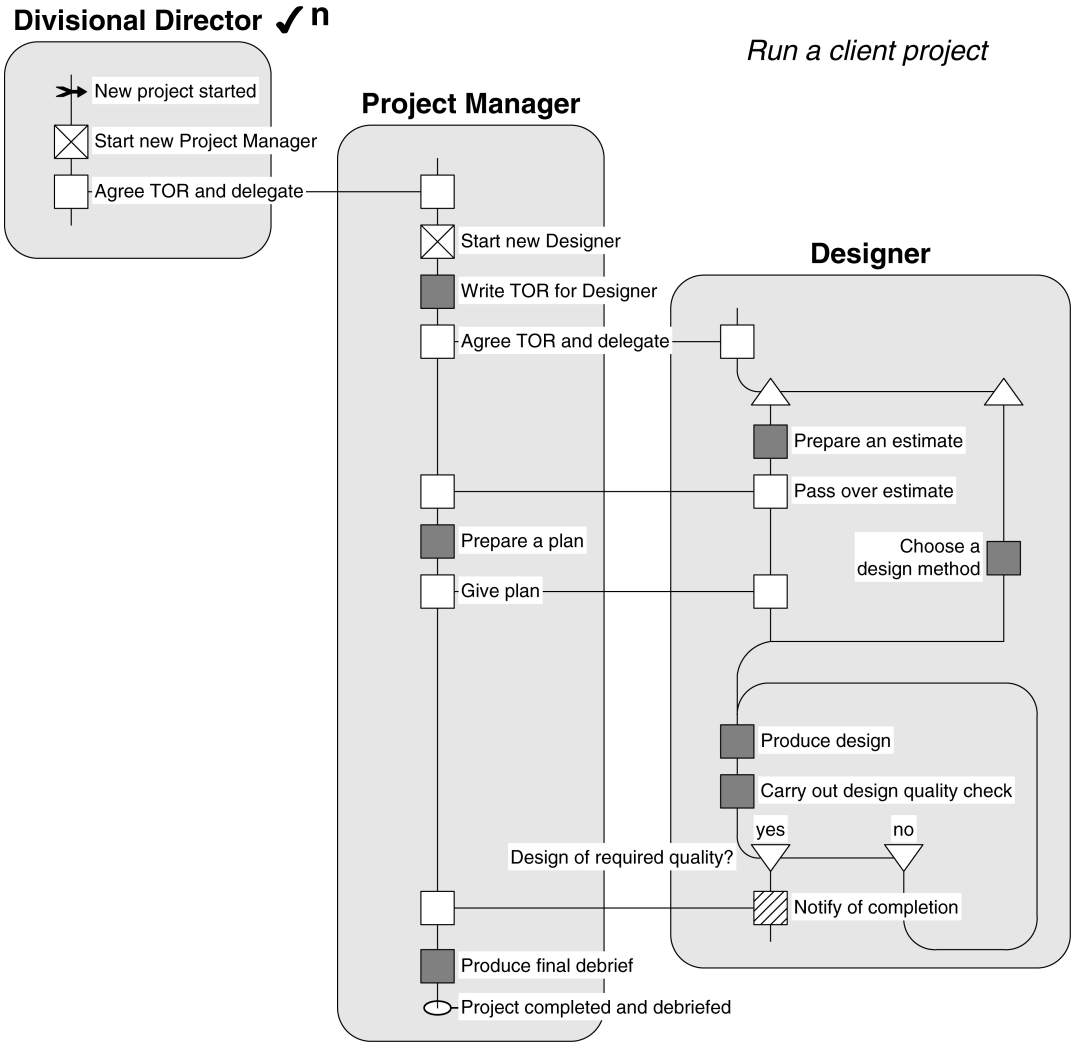 Divisional Director ✓ n
Run a client project
New project started
Project Manager
Start new Project Manager
Agree TOR and delegate
Start new Designer
Designer
Write TOR for Designer
Agree TOR and delegate
Prepare an estimate
Pass over estimate
Prepare a plan
Choose a
design method
Give plan
Produce design
Carry out design quality check
yes
no
Design of required quality?
Notify of completion
Produce final debrief
Project completed and debriefed